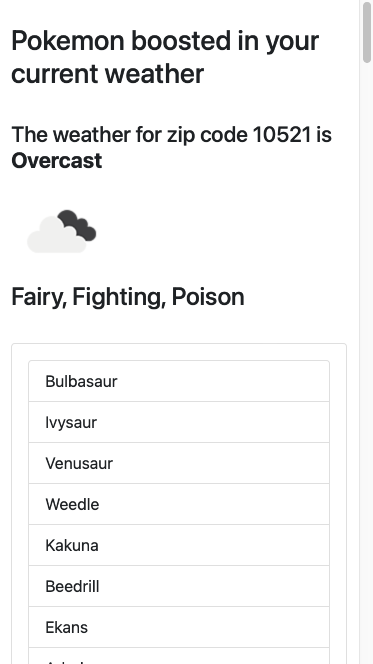 Pokemon boosted in your
current weather
The weather for zip code 10521 is
Overcast
Fairy, Fighting, Poison
Bulbasaur
Ivysaur
Venusaur
Weedle
Kakuna
Beedrill
Ekans